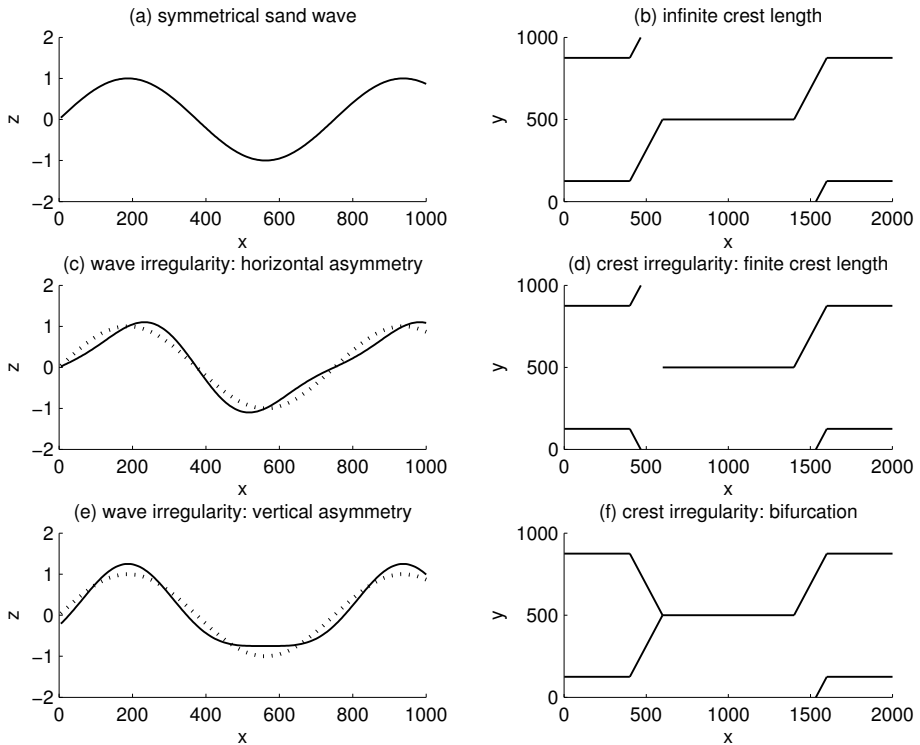 (a) symmetrical sand wave
2
1
0
−1
−2
z
0 200 400 600 800 1000
x
(b) infinite crest length
1000
500
0
y
0 500 1000 1500 2000
x
(c) wave irregularity: horizontal asymmetry
2
1
0
−1
−2
z
0 200 400 600 800 1000
x
(d) crest irregularity: finite crest length
1000
500
0
y
0 500 1000 1500 2000
x
(e) wave irregularity: vertical asymmetry
2
1
0
−1
−2
z
0 200 400 600 800 1000
x
(f) crest irregularity: bifurcation
1000
500
0
y
0 500 1000 1500 2000
x